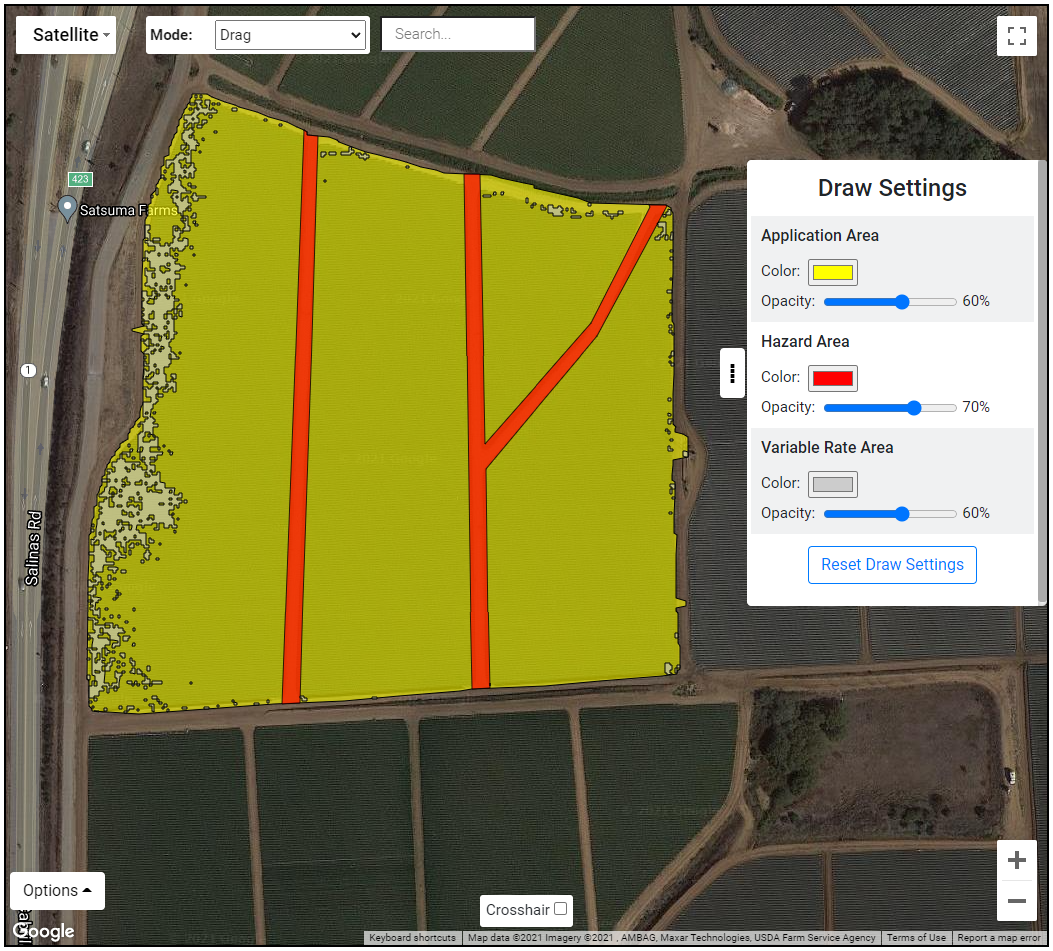 Satellite
Mode: Drag
Search...
423
Satsuma Farms
1
Salinas Rd
Draw Settings
Application Area
Color:
Opacity: 60%
Hazard Area
Color:
Opacity: 70%
Variable Rate Area
Color:
Opacity: 60%
Reset Draw Settings
Options
Crosshair
Google
Keyboard shortcuts
Map data ©2021 Imagery ©2021 , AMBAG, Maxar Technologies, USDA Farm Service Agency
Terms of Use
Report a map error